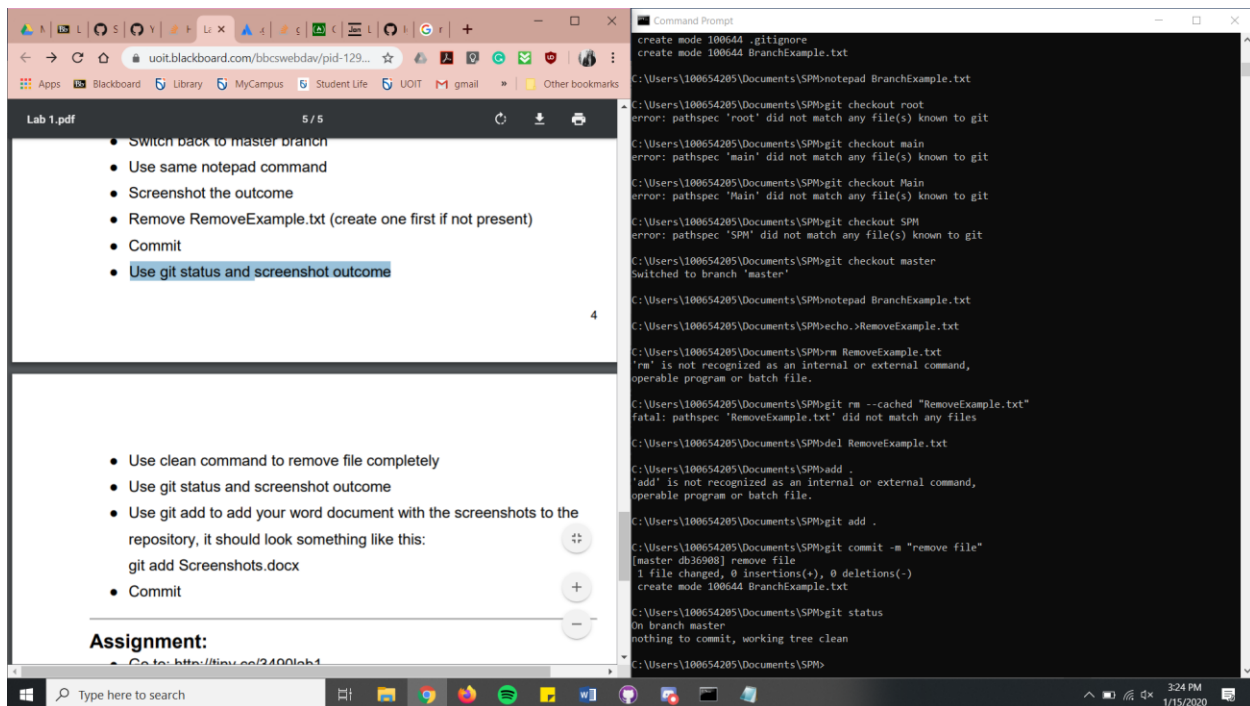 uoit.blackboard.com/bbcswebdav/pid-129...
Apps Blackboard Library MyCampus Student Life UOIT gmail » Other bookmarks
Lab 1.pdf 5 / 5
Switch back to master branch
Use same notepad command
Screenshot the outcome
Remove RemoveExample.txt (create one first if not present)
Commit
Use git status and screenshot outcome
4
Use clean command to remove file completely
Use git status and screenshot outcome
Use git add to add your word document with the screenshots to the
repository, it should look something like this:
git add Screenshots.docx
Commit
Assignment:
Go to: http://tiny.cc/3490lab1
Command Prompt
create mode 100644 .gitignore
create mode 100644 BranchExample.txt
C:\Users\100654205\Documents\SPM>notepad BranchExample.txt
C:\Users\100654205\Documents\SPM>git checkout root
error: pathspec 'root' did not match any file(s) known to git
C:\Users\100654205\Documents\SPM>git checkout main
error: pathspec 'main' did not match any file(s) known to git
C:\Users\100654205\Documents\SPM>git checkout Main
error: pathspec 'Main' did not match any file(s) known to git
C:\Users\100654205\Documents\SPM>git checkout SPM
error: pathspec 'SPM' did not match any file(s) known to git
C:\Users\100654205\Documents\SPM>git checkout master
Switched to branch 'master'
C:\Users\100654205\Documents\SPM>notepad BranchExample.txt
C:\Users\100654205\Documents\SPM>echo.>RemoveExample.txt
C:\Users\100654205\Documents\SPM>rm RemoveExample.txt
'rm' is not recognized as an internal or external command,
operable program or batch file.
C:\Users\100654205\Documents\SPM>git rm --cached "RemoveExample.txt"
fatal: pathspec 'RemoveExample.txt' did not match any files
C:\Users\100654205\Documents\SPM>del RemoveExample.txt
C:\Users\100654205\Documents\SPM>add .
'add' is not recognized as an internal or external command,
operable program or batch file.
C:\Users\100654205\Documents\SPM>git add .
C:\Users\100654205\Documents\SPM>git commit -m "remove file"
[master db36908] remove file
1 file changed, 0 insertions(+), 0 deletions(-)
create mode 100644 BranchExample.txt
C:\Users\100654205\Documents\SPM>git status
On branch master
nothing to commit, working tree clean
C:\Users\100654205\Documents\SPM>
Type here to search
3:24 PM
1/15/2020